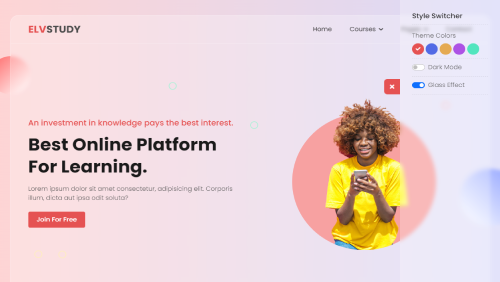 Style Switcher
ELVSTUDY
Home
Courses
Theme Colors
Dark Mode
Glass Effect
An investment in knowledge pays the best interest.
Best Online Platform
For Learning.
Lorem ipsum dolor sit amet consectetur, adipisicing elit. Corporis
illum, dicta aut ipsa odit soluta?
Join For Free